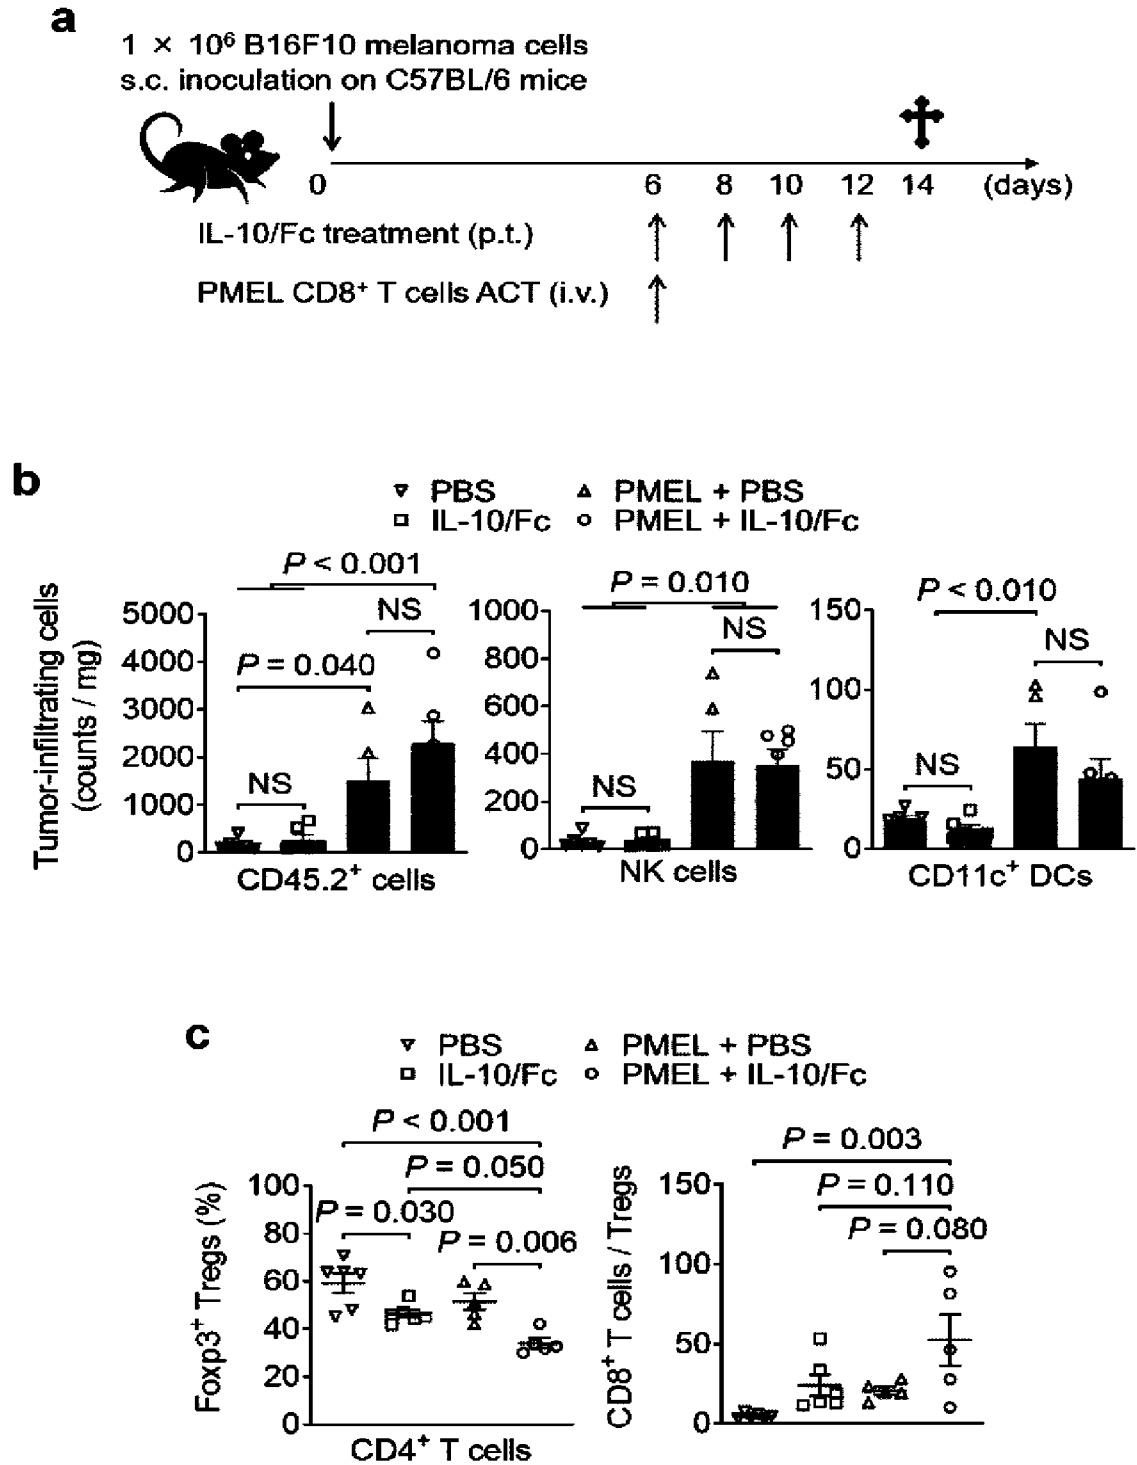 a
1 × 10⁶ B16F10 melanoma cells
s.c. inoculation on C57BL/6 mice
0 6 8 10 12 14 (days)
IL-10/Fc treatment (p.t.)
PMEL CD8⁺ T cells ACT (i.v.)
b
PBS PMEL + PBS
IL-10/Fc PMEL + IL-10/Fc
Tumor-infiltrating cells
(counts / mg)
P < 0.001
NS
P = 0.040
NS
5000
4000
3000
2000
1000
0
CD45.2⁺ cells
P = 0.010
NS
NS
1000
800
600
400
200
0
NK cells
P < 0.010
NS
NS
150
100
50
0
CD11c⁺ DCs
c
PBS PMEL + PBS
IL-10/Fc PMEL + IL-10/Fc
Foxp3⁺ Tregs (%)
P < 0.001
P = 0.050
P = 0.030
P = 0.006
100
80
60
40
20
0
CD4⁺ T cells
CD8⁺ T cells / Tregs
P = 0.003
P = 0.110
P = 0.080
150
100
50
0